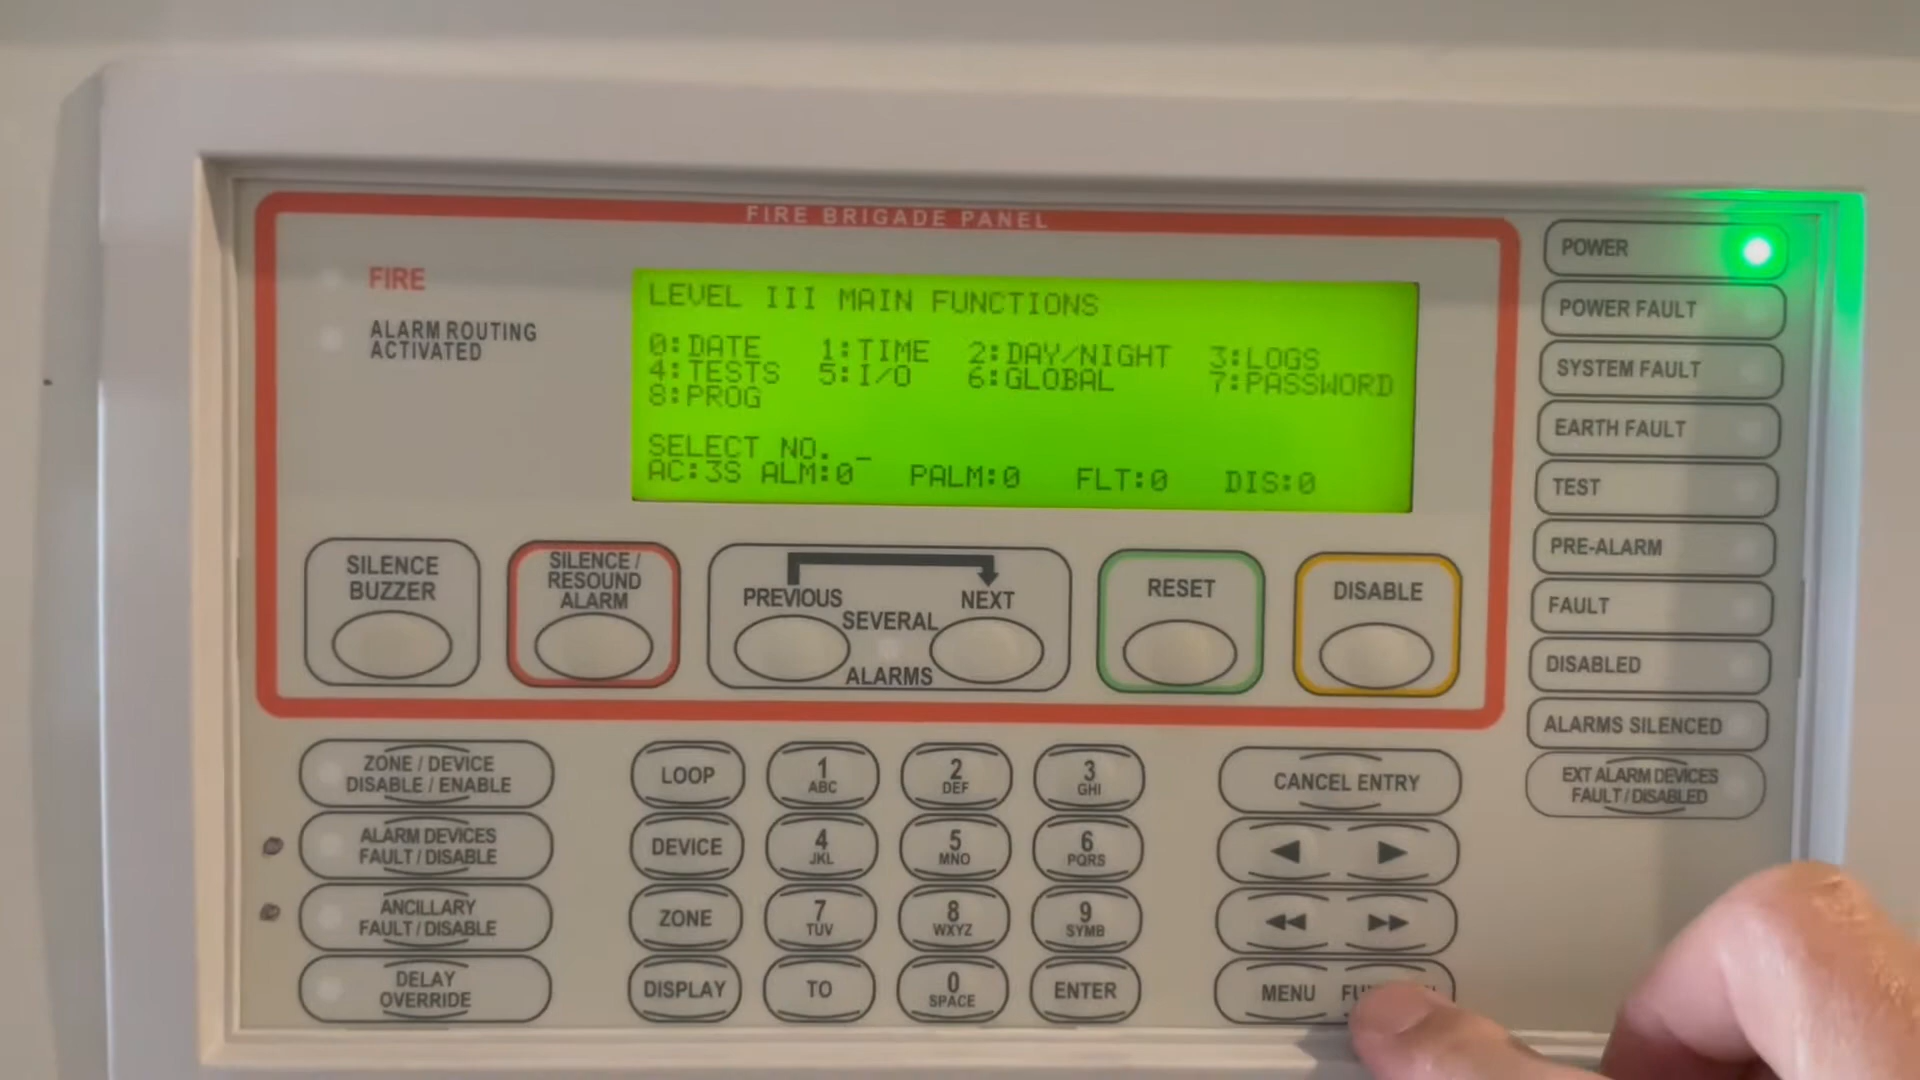 FIRE BRIGADE PANEL
FIRE
ALARM ROUTING
ACTIVATED
LEVEL III MAIN FUNCTIONS
0:DATE 1:TIME 2:DAY/NIGHT 3:LOGS
4:TESTS 5:I/O 6:GLOBAL 7:PASSWORD
8:PROG
SELECT NO. _
AC:3S ALM:0 PALM:0 FLT:0 DIS:0
SILENCE
BUZZER
SILENCE /
RESOUND
ALARM
PREVIOUS
NEXT
SEVERAL
ALARMS
RESET
DISABLE
POWER
POWER FAULT
SYSTEM FAULT
EARTH FAULT
TEST
PRE-ALARM
FAULT
DISABLED
ALARMS SILENCED
EXT ALARM DEVICES
FAULT / DISABLED
ZONE / DEVICE
DISABLE / ENABLE
ALARM DEVICES
FAULT / DISABLE
ANCILLARY
FAULT / DISABLE
DELAY
OVERRIDE
LOOP
1
ABC
2
DEF
3
GHI
DEVICE
4
JKL
5
MNO
6
PQRS
ZONE
7
TUV
8
WXYZ
9
SYMB
DISPLAY
TO
0
SPACE
ENTER
CANCEL ENTRY
MENU